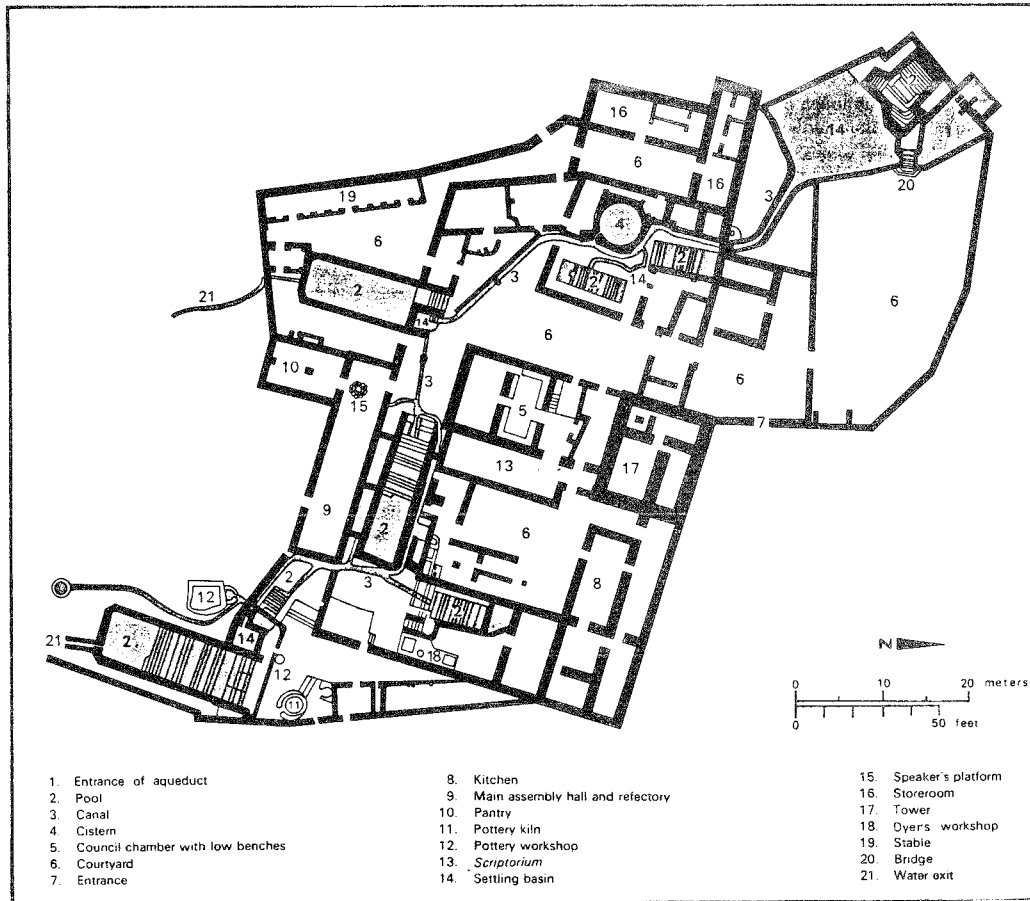 2
16
14
1
6
16
20
19
4
3
6
2
3
2
14
6
21
2
14
6
10
3
6
15
5
7
13
17
9
2
6
2
3
8
12
2
14
18
21
2
12
11
N
0 10 20 meters
0 50 feet
1. Entrance of aqueduct
2. Pool
3. Canal
4. Cistern
5. Council chamber with low benches
6. Courtyard
7. Entrance
8. Kitchen
9. Main assembly hall and refectory
10. Pantry
11. Pottery kiln
12. Pottery workshop
13. Scriptorium
14. Settling basin
15. Speaker's platform
16. Storeroom
17. Tower
18. Dyer's workshop
19. Stable
20. Bridge
21. Water exit